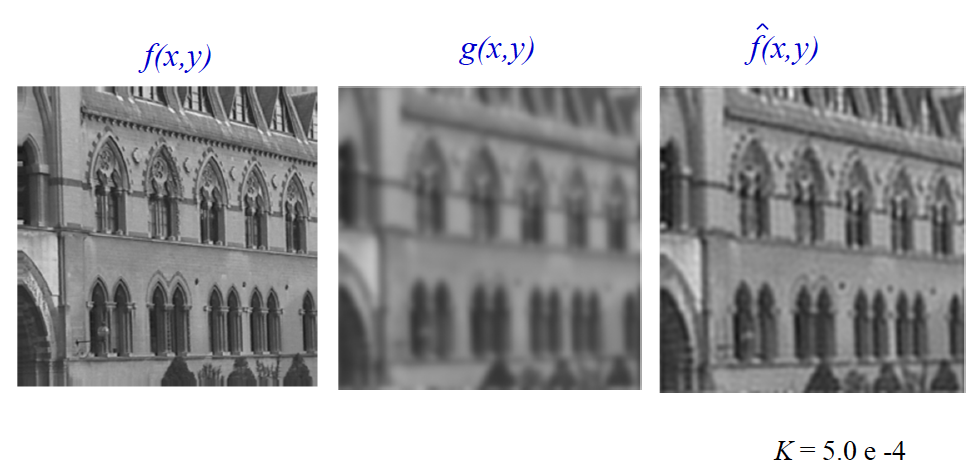 f(x,y)
g(x,y)
f̂(x,y)
K = 5.0 e -4